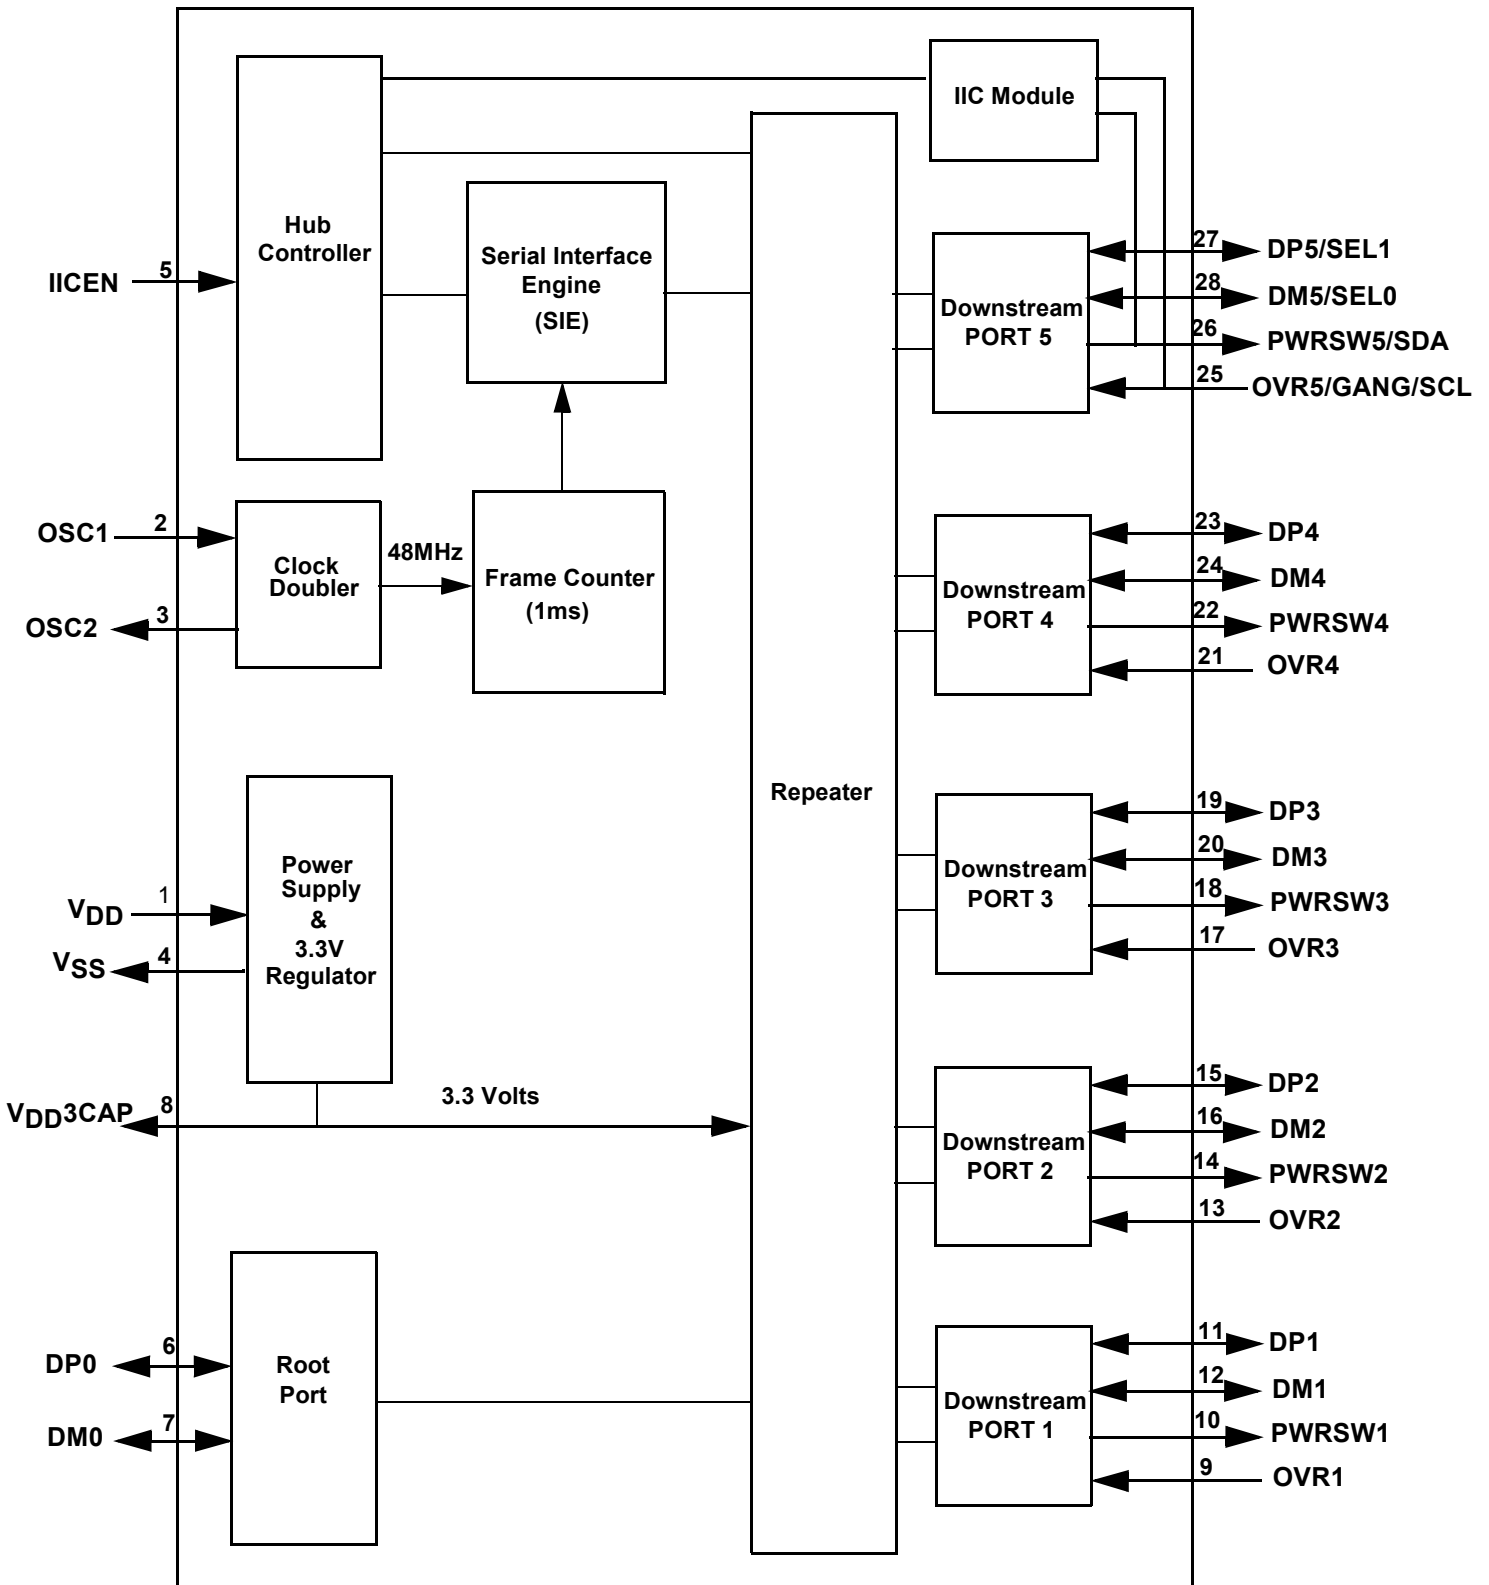 IIC Module
Hub
Controller
Serial Interface
Engine
(SIE)
IICEN 5
Downstream
PORT 5
27 DP5/SEL1
28 DM5/SEL0
26 PWRSW5/SDA
25 OVR5/GANG/SCL
OSC1 2
OSC2 3
Clock
Doubler
48MHz
Frame Counter
(1ms)
Downstream
PORT 4
23 DP4
24 DM4
22 PWRSW4
21 OVR4
Repeater
Power
Supply
&
3.3V
Regulator
VDD 1
VSS 4
Downstream
PORT 3
19 DP3
20 DM3
18 PWRSW3
17 OVR3
VDD3CAP 8
3.3 Volts
Downstream
PORT 2
15 DP2
16 DM2
14 PWRSW2
13 OVR2
DP0 6
DM0 7
Root
Port
Downstream
PORT 1
11 DP1
12 DM1
10 PWRSW1
9 OVR1